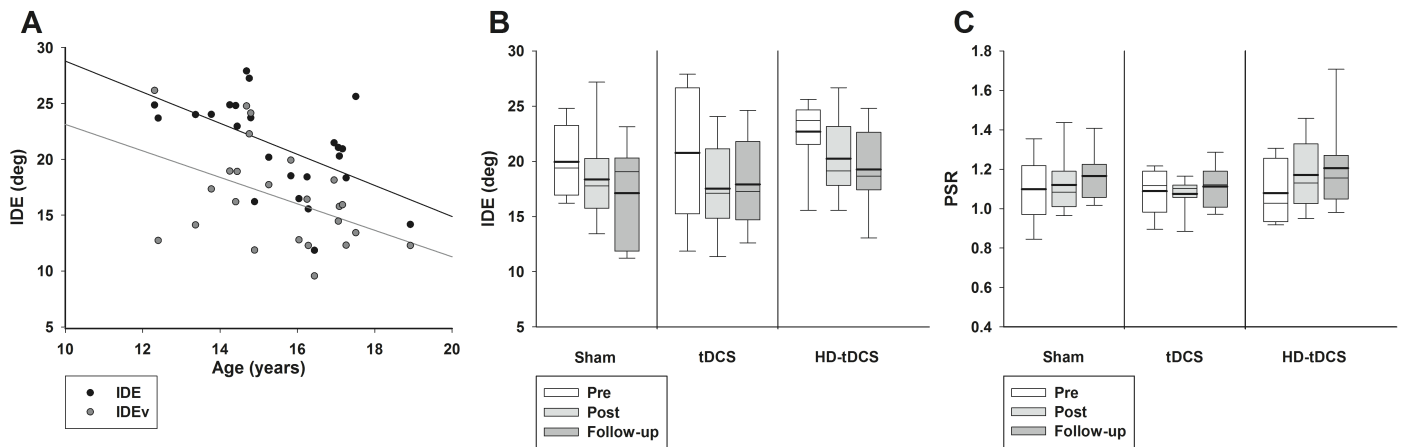 A
B
C
30
25
20
15
10
5
IDE (deg)
10 12 14 16 18 20
Age (years)
IDE
IDEv
30
25
20
15
10
5
IDE (deg)
Sham tDCS HD-tDCS
Pre
Post
Follow-up
1.8
1.6
1.4
1.2
1.0
0.8
0.6
0.4
PSR
Sham tDCS HD-tDCS
Pre
Post
Follow-up